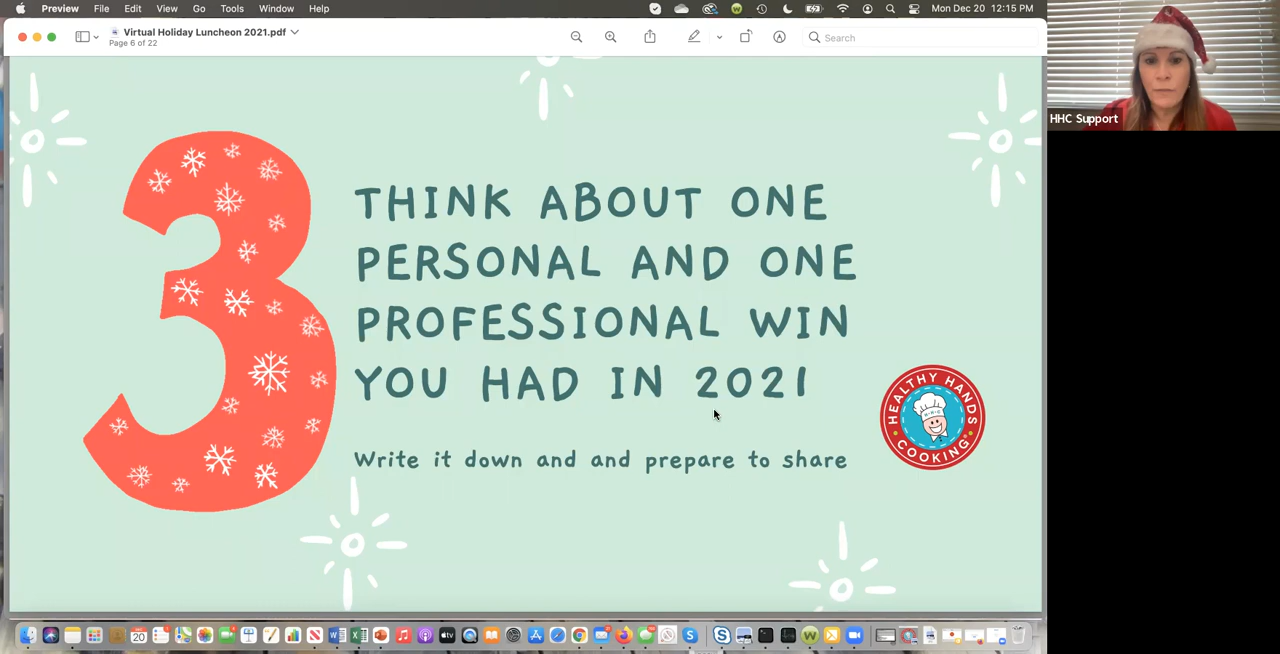 Preview File Edit View Go Tools Window Help Mon Dec 20 12:15 PM
Virtual Holiday Luncheon 2021.pdf
Page 6 of 22
Search
HHC Support
3
THINK ABOUT ONE
PERSONAL AND ONE
PROFESSIONAL WIN
YOU HAD IN 2021
Write it down and and prepare to share
HEALTHY HANDS
COOKING